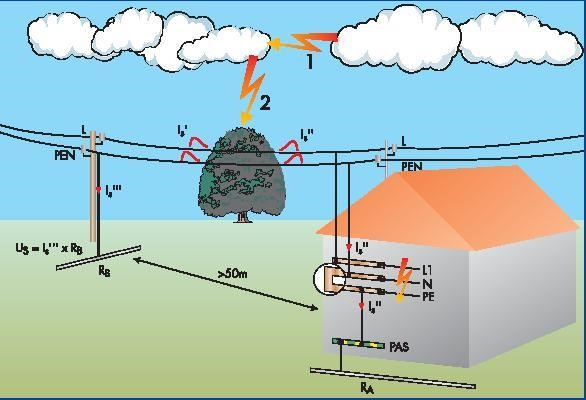 1
2
Is'
Is"
L
L
PEN
PEN
Is'''
Is"
US = Is''' x RB
L1
N
PE
RB
>50m
Is"
PAS
RA